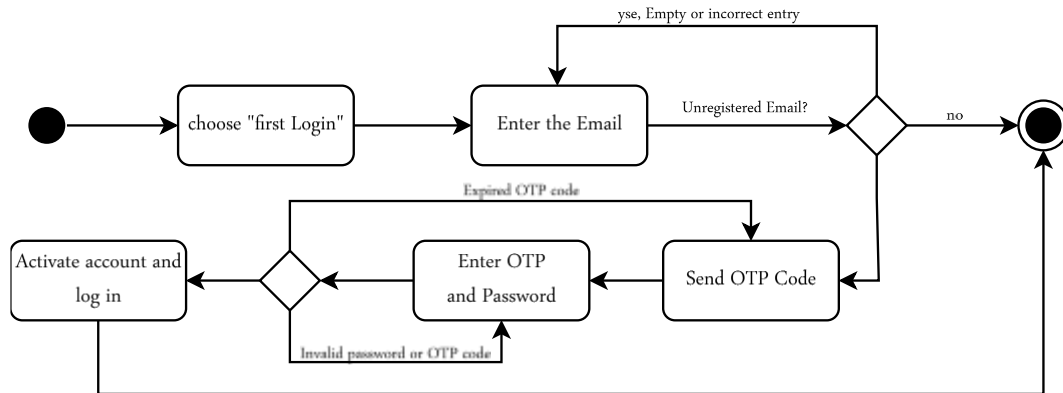 yse, Empty or incorrect entry
choose "first Login"
Enter the Email
Unregistered Email?
no
Expired OTP code
Activate account and
log in
Enter OTP
and Password
Send OTP Code
Invalid password or OTP code